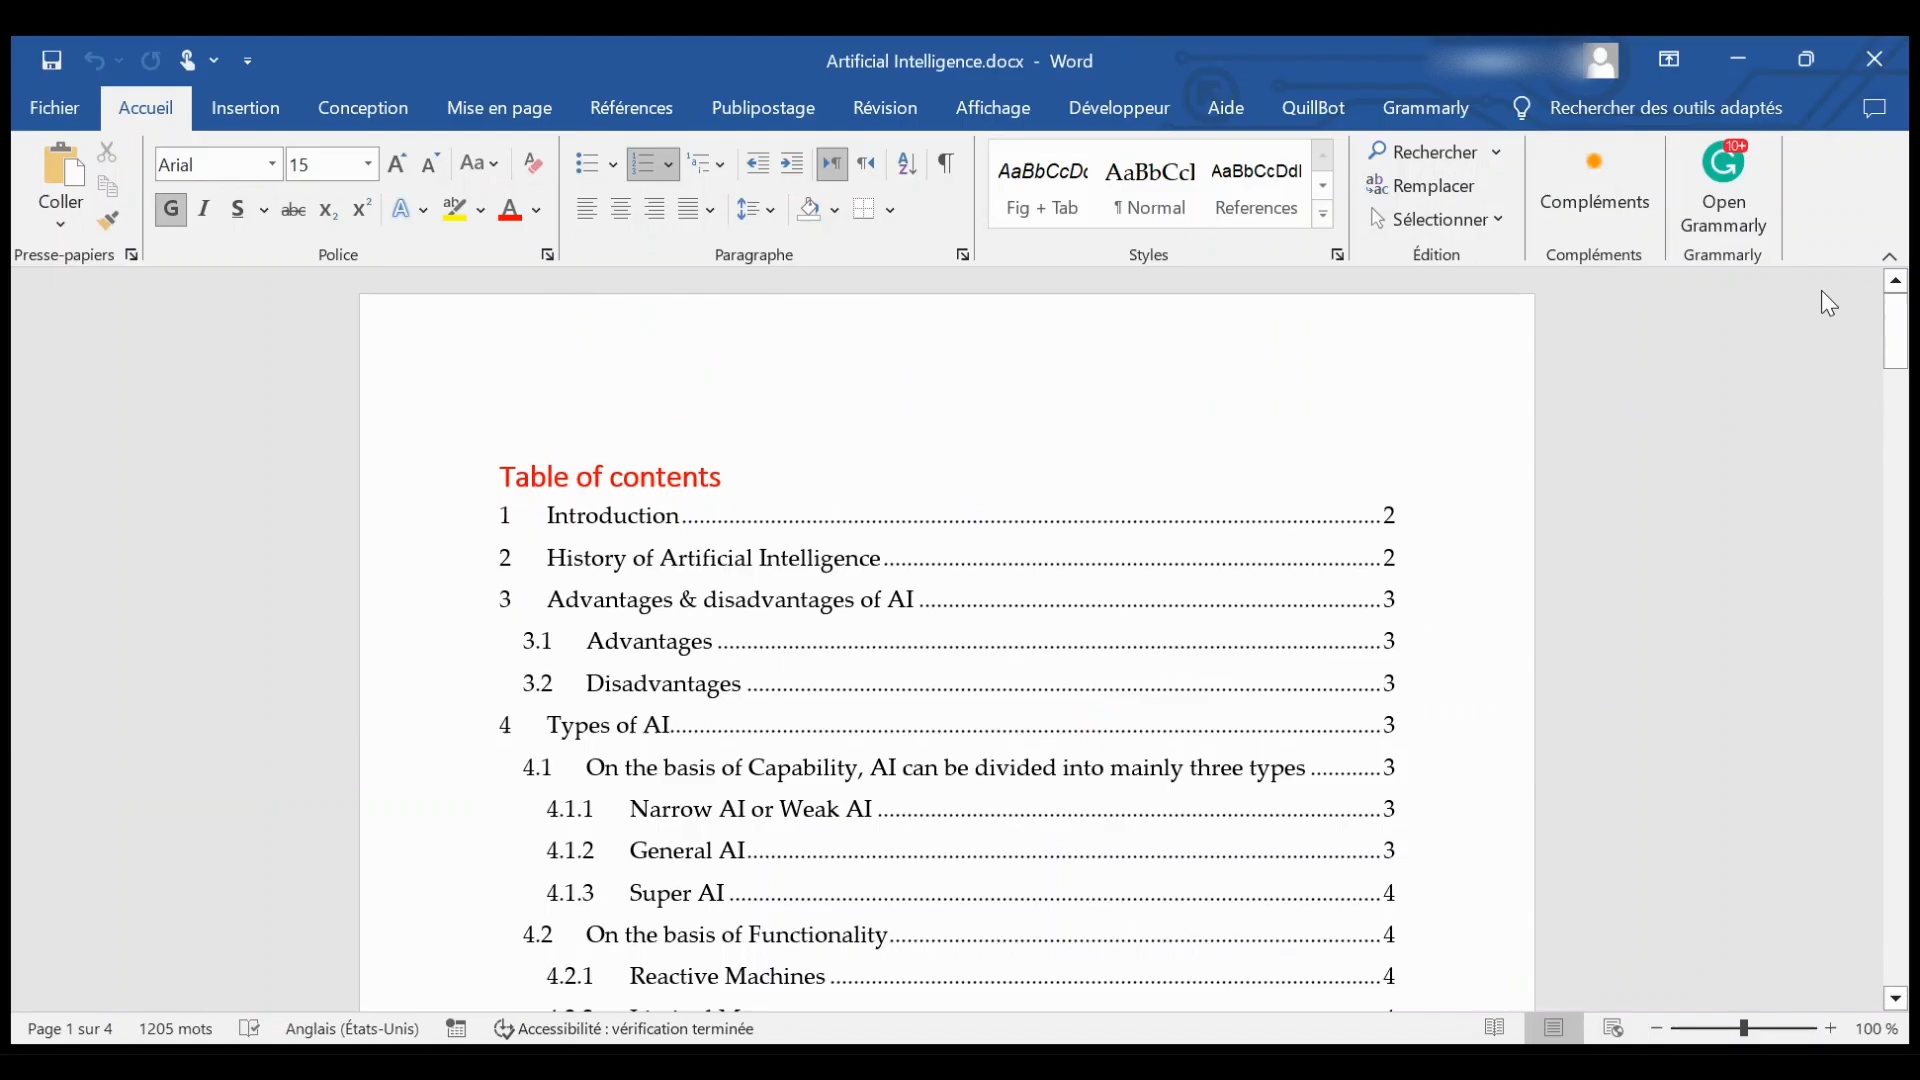 Artificial Intelligence.docx - Word
Fichier Accueil Insertion Conception Mise en page Références Publipostage Révision Affichage Développeur Aide QuillBot Grammarly Rechercher des outils adaptés
Coller
Presse-papiers
Arial 15
Aa
G I S abc X₂ X² A ab A
Police
Paragraphe
AaBbCcDc AaBbCcl AaBbCcDdl
Fig + Tab ¶ Normal References
Styles
Rechercher
Remplacer
Sélectionner
Édition
Compléments
Compléments
10+
Open
Grammarly
Grammarly
Table of contents
1 Introduction 2
2 History of Artificial Intelligence 2
3 Advantages & disadvantages of AI 3
3.1 Advantages 3
3.2 Disadvantages 3
4 Types of AI 3
4.1 On the basis of Capability, AI can be divided into mainly three types 3
4.1.1 Narrow AI or Weak AI 3
4.1.2 General AI 3
4.1.3 Super AI 4
4.2 On the basis of Functionality 4
4.2.1 Reactive Machines 4
Page 1 sur 4 1205 mots Anglais (États-Unis) Accessibilité : vérification terminée 100 %